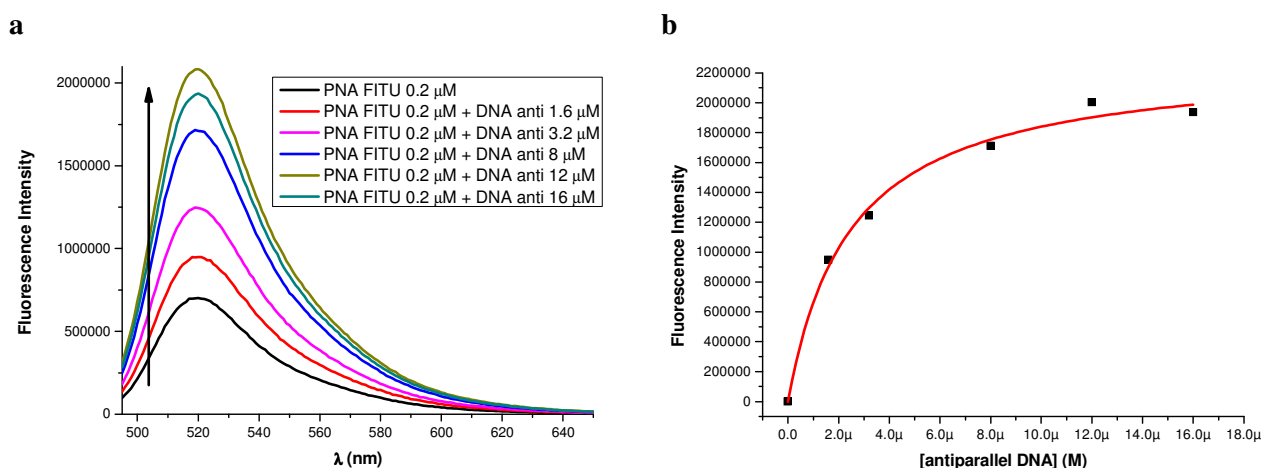 a
2000000
1500000
1000000
500000
0
500
520
540
560
580
600
620
640
Fluorescence Intensity
λ (nm)
PNA FITU 0.2 μM
PNA FITU 0.2 μM + DNA anti 1.6 μM
PNA FITU 0.2 μM + DNA anti 3.2 μM
PNA FITU 0.2 μM + DNA anti 8 μM
PNA FITU 0.2 μM + DNA anti 12 μM
PNA FITU 0.2 μM + DNA anti 16 μM
b
2200000
2000000
1800000
1600000
1400000
1200000
1000000
800000
600000
400000
200000
0
0.0
2.0μ
4.0μ
6.0μ
8.0μ
10.0μ
12.0μ
14.0μ
16.0μ
18.0μ
Fluorescence Intensity
[antiparallel DNA] (M)